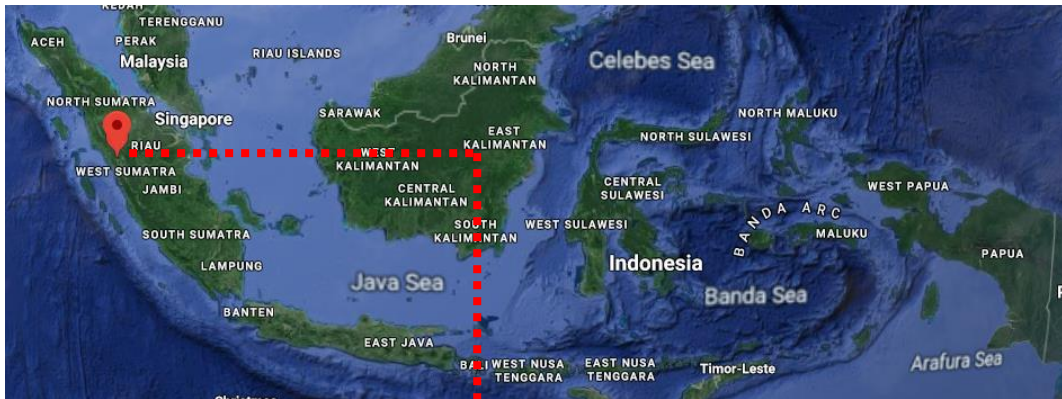 KEDAH
TERENGGANU
ACEH
PERAK
Malaysia
RIAU ISLANDS
Brunei
NORTH
KALIMANTAN
Celebes Sea
NORTH SUMATRA
Singapore
SARAWAK
NORTH MALUKU
RIAU
WEST
KALIMANTAN
EAST
KALIMANTAN
NORTH SULAWESI
WEST SUMATRA
JAMBI
CENTRAL
KALIMANTAN
CENTRAL
SULAWESI
WEST PAPUA
SOUTH SUMATRA
SOUTH
KALIMANTAN
WEST SULAWESI
BANDA ARC
MALUKU
LAMPUNG
Indonesia
PAPUA
Java Sea
Banda Sea
BANTEN
EAST JAVA
BALI
WEST NUSA
TENGGARA
EAST NUSA
TENGGARA
Timor-Leste
Arafura Sea
Christmas